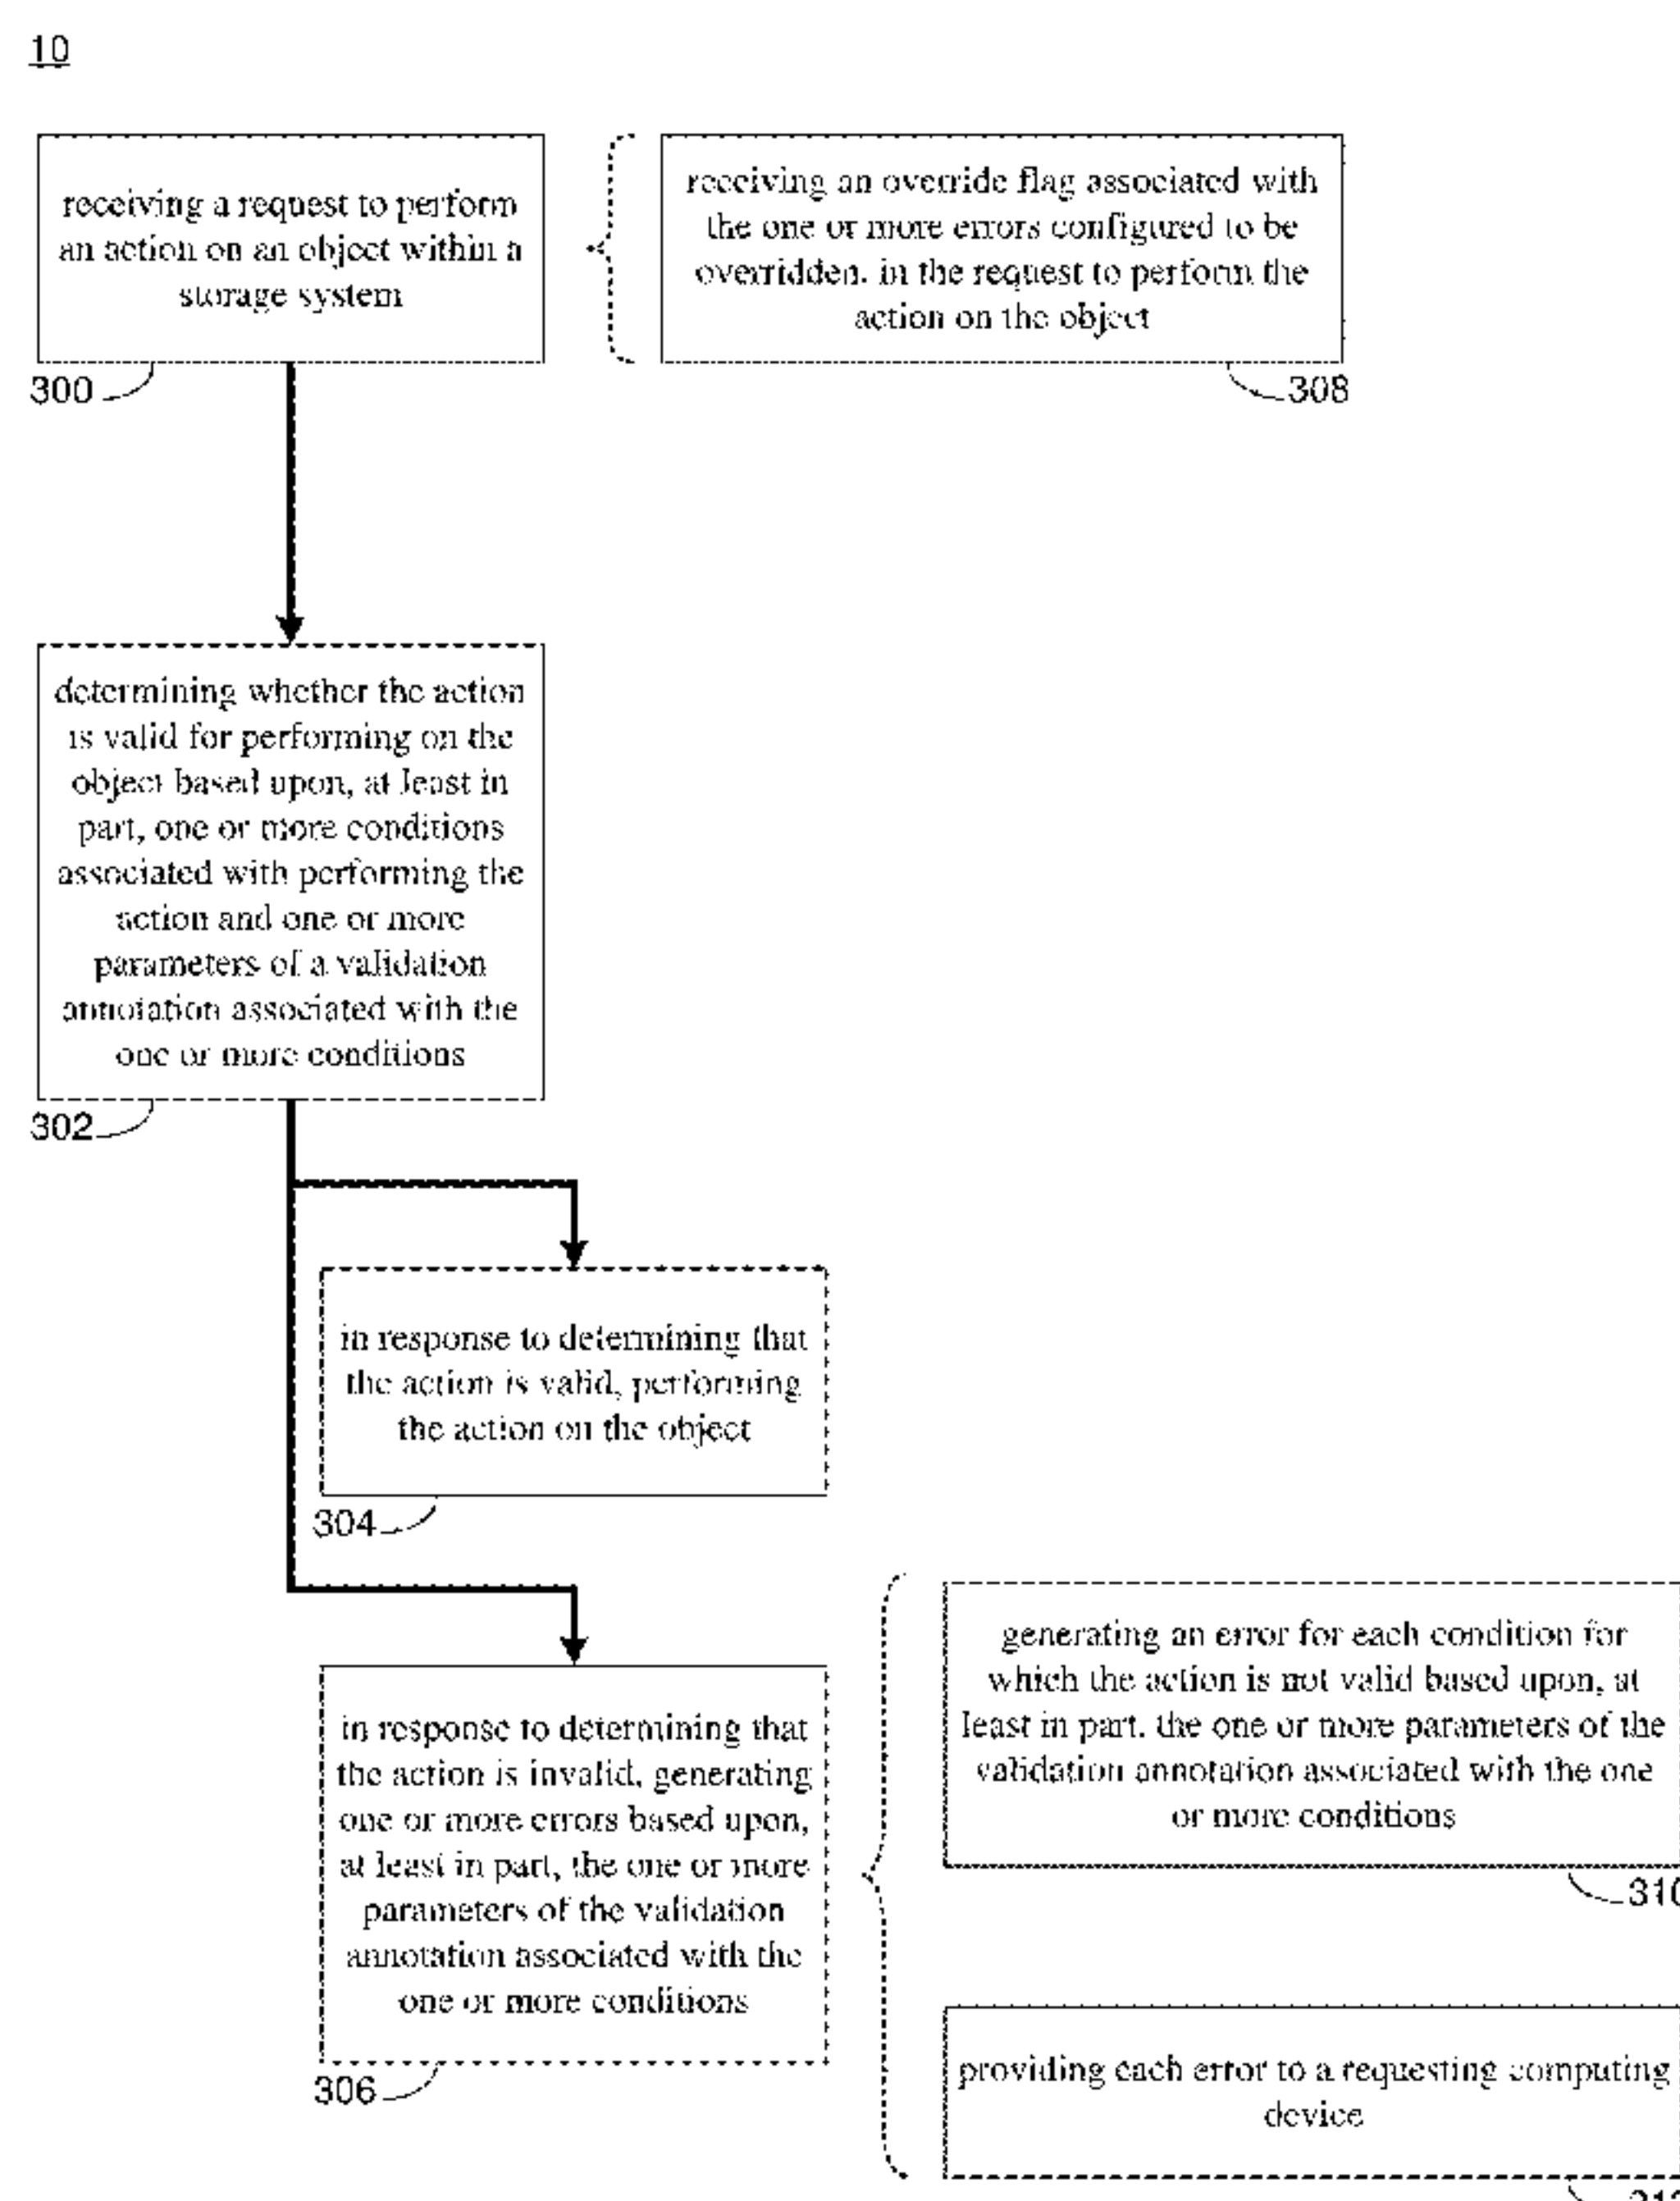 10
receiving a request to perform
an action on an object within a
storage system
300
receiving an override flag associated with
the one or more errors configured to be
overridden. in the request to perform the
action on the object
308
determining whether the action
is valid for performing on the
object based upon, at least in
part, one or more conditions
associated with performing the
action and one or more
parameters of a validation
annotation associated with the
one or more conditions
302
in response to determining that
the action is valid, performing
the action on the object
304
in response to determining that
the action is invalid, generating
one or more errors based upon,
at least in part, the one or more
parameters of the validation
annotation associated with the
one or more conditions
306
generating an error for each condition for
which the action is not valid based upon, at
least in part. the one or more parameters of the
validation annotation associated with the one
or more conditions
310
providing each error to a requesting computing
device